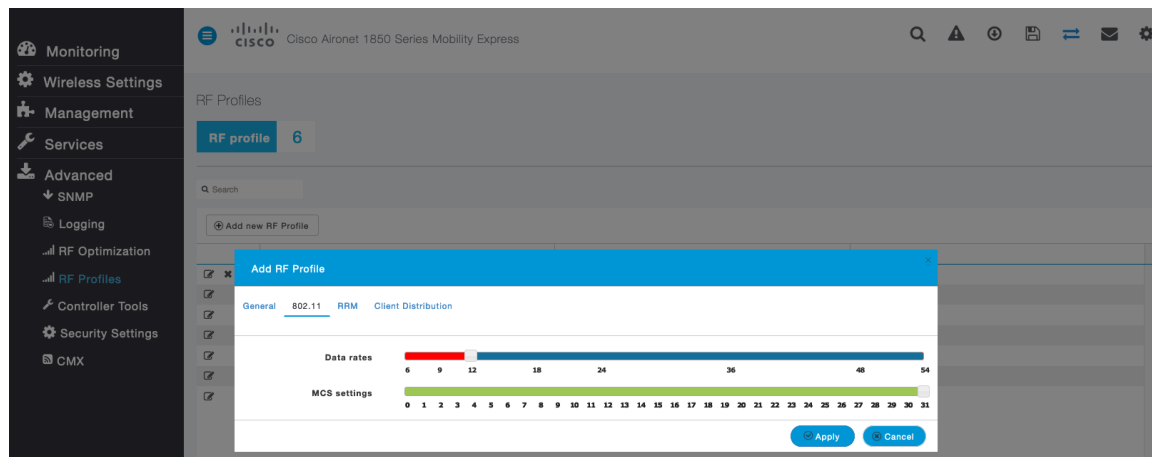 Monitoring
Wireless Settings
Management
Services
Advanced
SNMP
Logging
RF Optimization
RF Profiles
Controller Tools
Security Settings
CMX
CISCO Cisco Aironet 1850 Series Mobility Express
RF Profiles
RF profile 6
Search
Add new RF Profile
Add RF Profile
General 802.11 RRM Client Distribution
Data rates
6 9 12 18 24 36 48 54
MCS settings
0 1 2 3 4 5 6 7 8 9 10 11 12 13 14 15 16 17 18 19 20 21 22 23 24 25 26 27 28 29 30 31
Apply Cancel